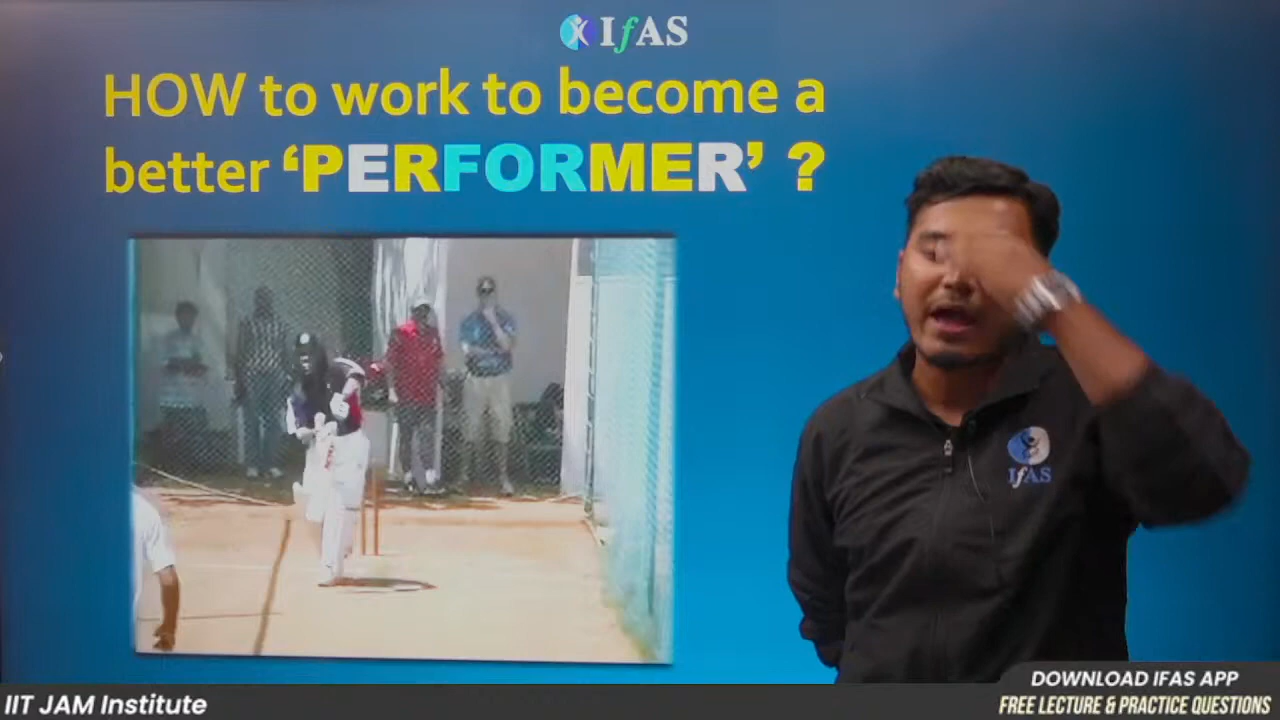 IfAS
HOW to work to become a
better ‘PERFORMER’ ?
IfAS
IIT JAM Institute
DOWNLOAD IFAS APP
FREE LECTURE & PRACTICE QUESTIONS